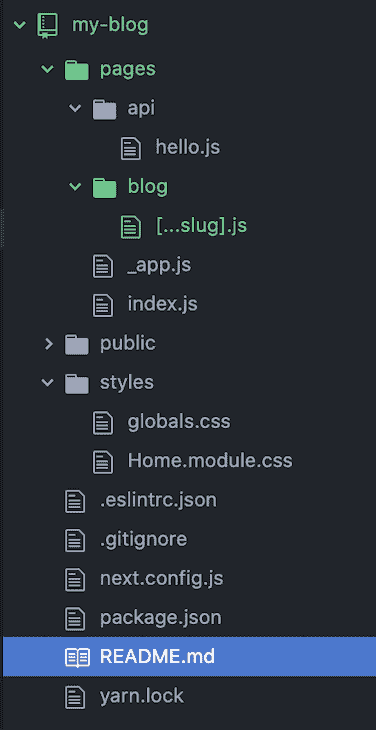 my-blog
pages
api
hello.js
blog
[...slug].js
_app.js
index.js
public
styles
globals.css
Home.module.css
.eslintrc.json
.gitignore
next.config.js
package.json
README.md
yarn.lock